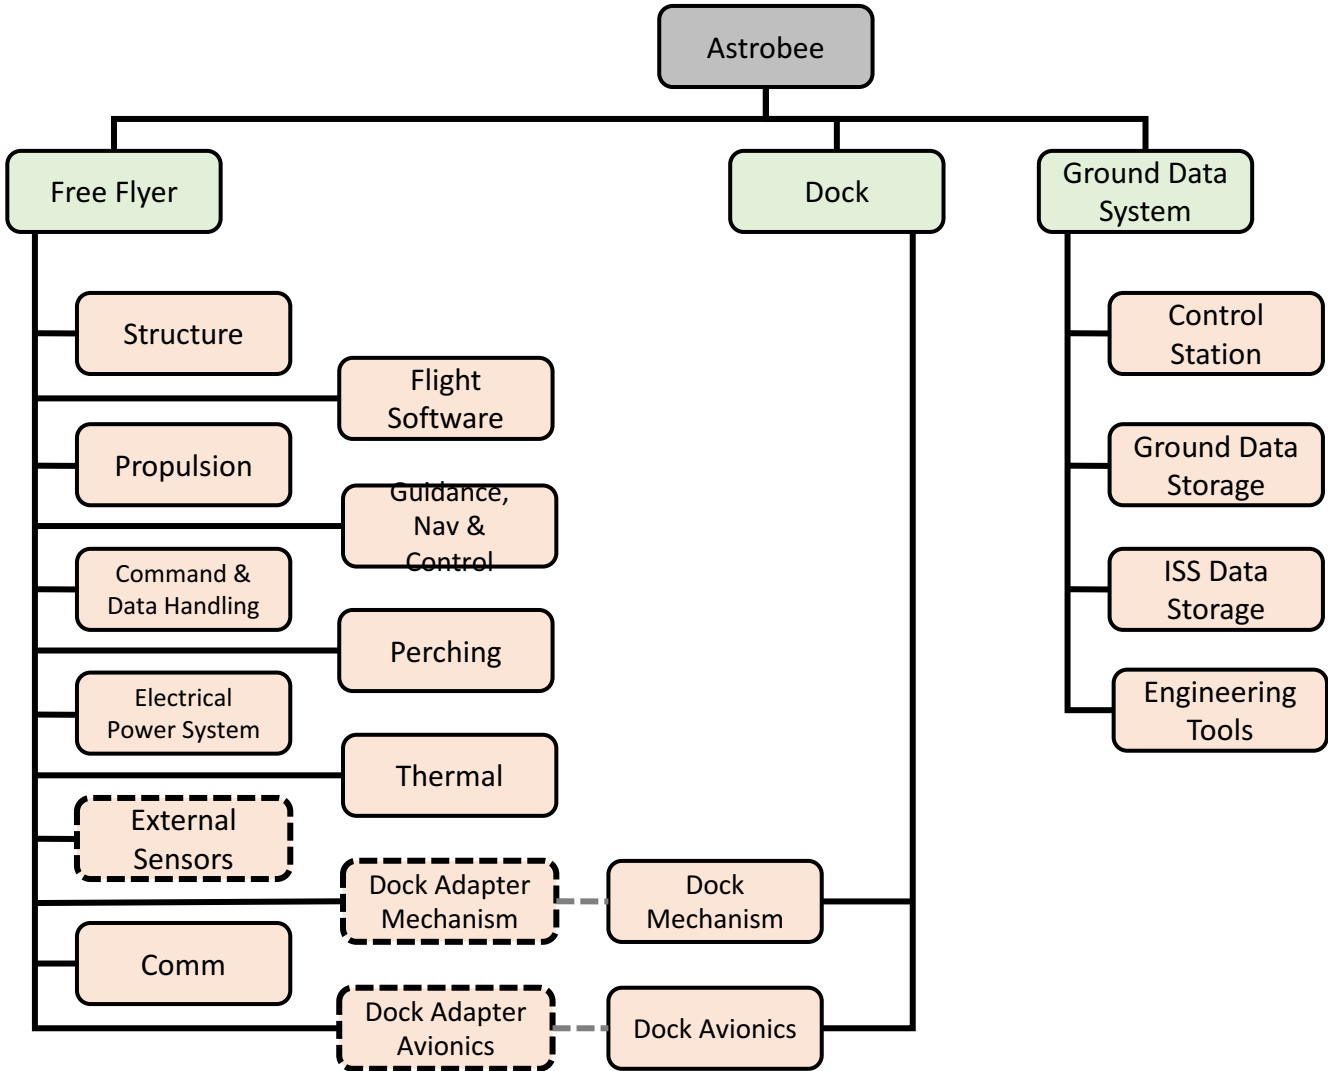 Astrobee
Free Flyer
Dock
Ground Data
System
Structure
Flight
Software
Propulsion
Guidance,
Nav &
Control
Command &
Data Handling
Perching
Electrical
Power System
Thermal
External
Sensors
Dock Adapter
Mechanism
Comm
Dock Adapter
Avionics
Dock
Mechanism
Dock Avionics
Control
Station
Ground Data
Storage
ISS Data
Storage
Engineering
Tools